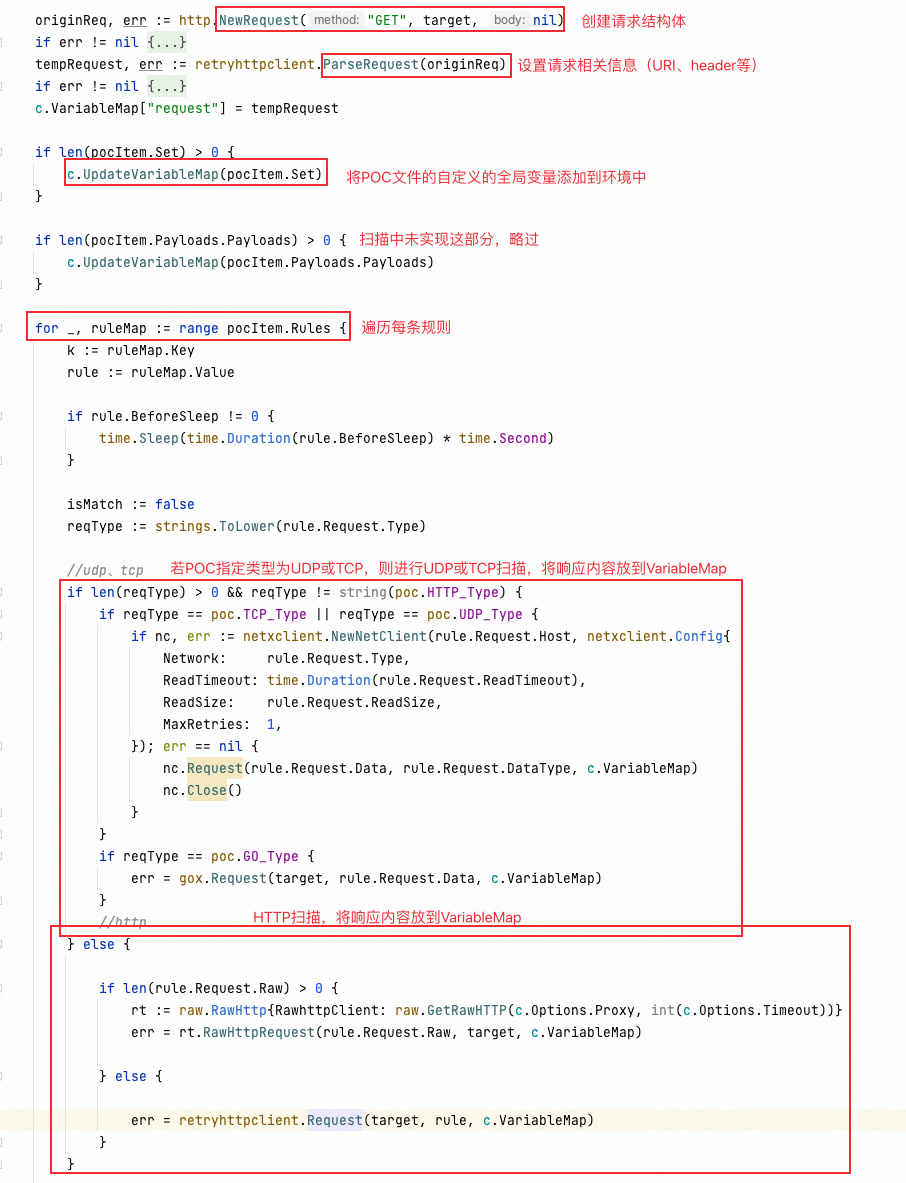 originReq, err := http.NewRequest( method: "GET", target, body: nil) 创建请求结构体
if err != nil {...}
tempRequest, err := retryhttpclient.ParseRequest(originReq) 设置请求相关信息（URI、header等）
if err != nil {...}
c.VariableMap["request"] = tempRequest
if len(pocItem.Set) > 0 {
c.UpdateVariableMap(pocItem.Set) 将POC文件的自定义的全局变量添加到环境中
}
if len(pocItem.Payloads.Payloads) > 0 { 扫描中未实现这部分，略过
c.UpdateVariableMap(pocItem.Payloads.Payloads)
}
for _, ruleMap := range pocItem.Rules { 遍历每条规则
k := ruleMap.Key
rule := ruleMap.Value
if rule.BeforeSleep != 0 {
time.Sleep(time.Duration(rule.BeforeSleep) * time.Second)
}
isMatch := false
reqType := strings.ToLower(rule.Request.Type)
//udp、tcp 若POC指定类型为UDP或TCP，则进行UDP或TCP扫描，将响应内容放到VariableMap
if len(reqType) > 0 && reqType != string(poc.HTTP_Type) {
if reqType == poc.TCP_Type || reqType == poc.UDP_Type {
if nc, err := netxclient.NewNetClient(rule.Request.Host, netxclient.Config{
Network: rule.Request.Type,
ReadTimeout: time.Duration(rule.Request.ReadTimeout),
ReadSize: rule.Request.ReadSize,
MaxRetries: 1,
}); err == nil {
nc.Request(rule.Request.Data, rule.Request.DataType, c.VariableMap)
nc.Close()
}
}
if reqType == poc.GO_Type {
err = gox.Request(target, rule.Request.Data, c.VariableMap)
}
//http HTTP扫描，将响应内容放到VariableMap
} else {
if len(rule.Request.Raw) > 0 {
rt := raw.RawHttp{RawhttpClient: raw.GetRawHTTP(c.Options.Proxy, int(c.Options.Timeout))}
err = rt.RawHttpRequest(rule.Request.Raw, target, c.VariableMap)
} else {
err = retryhttpclient.Request(target, rule, c.VariableMap)
}
}